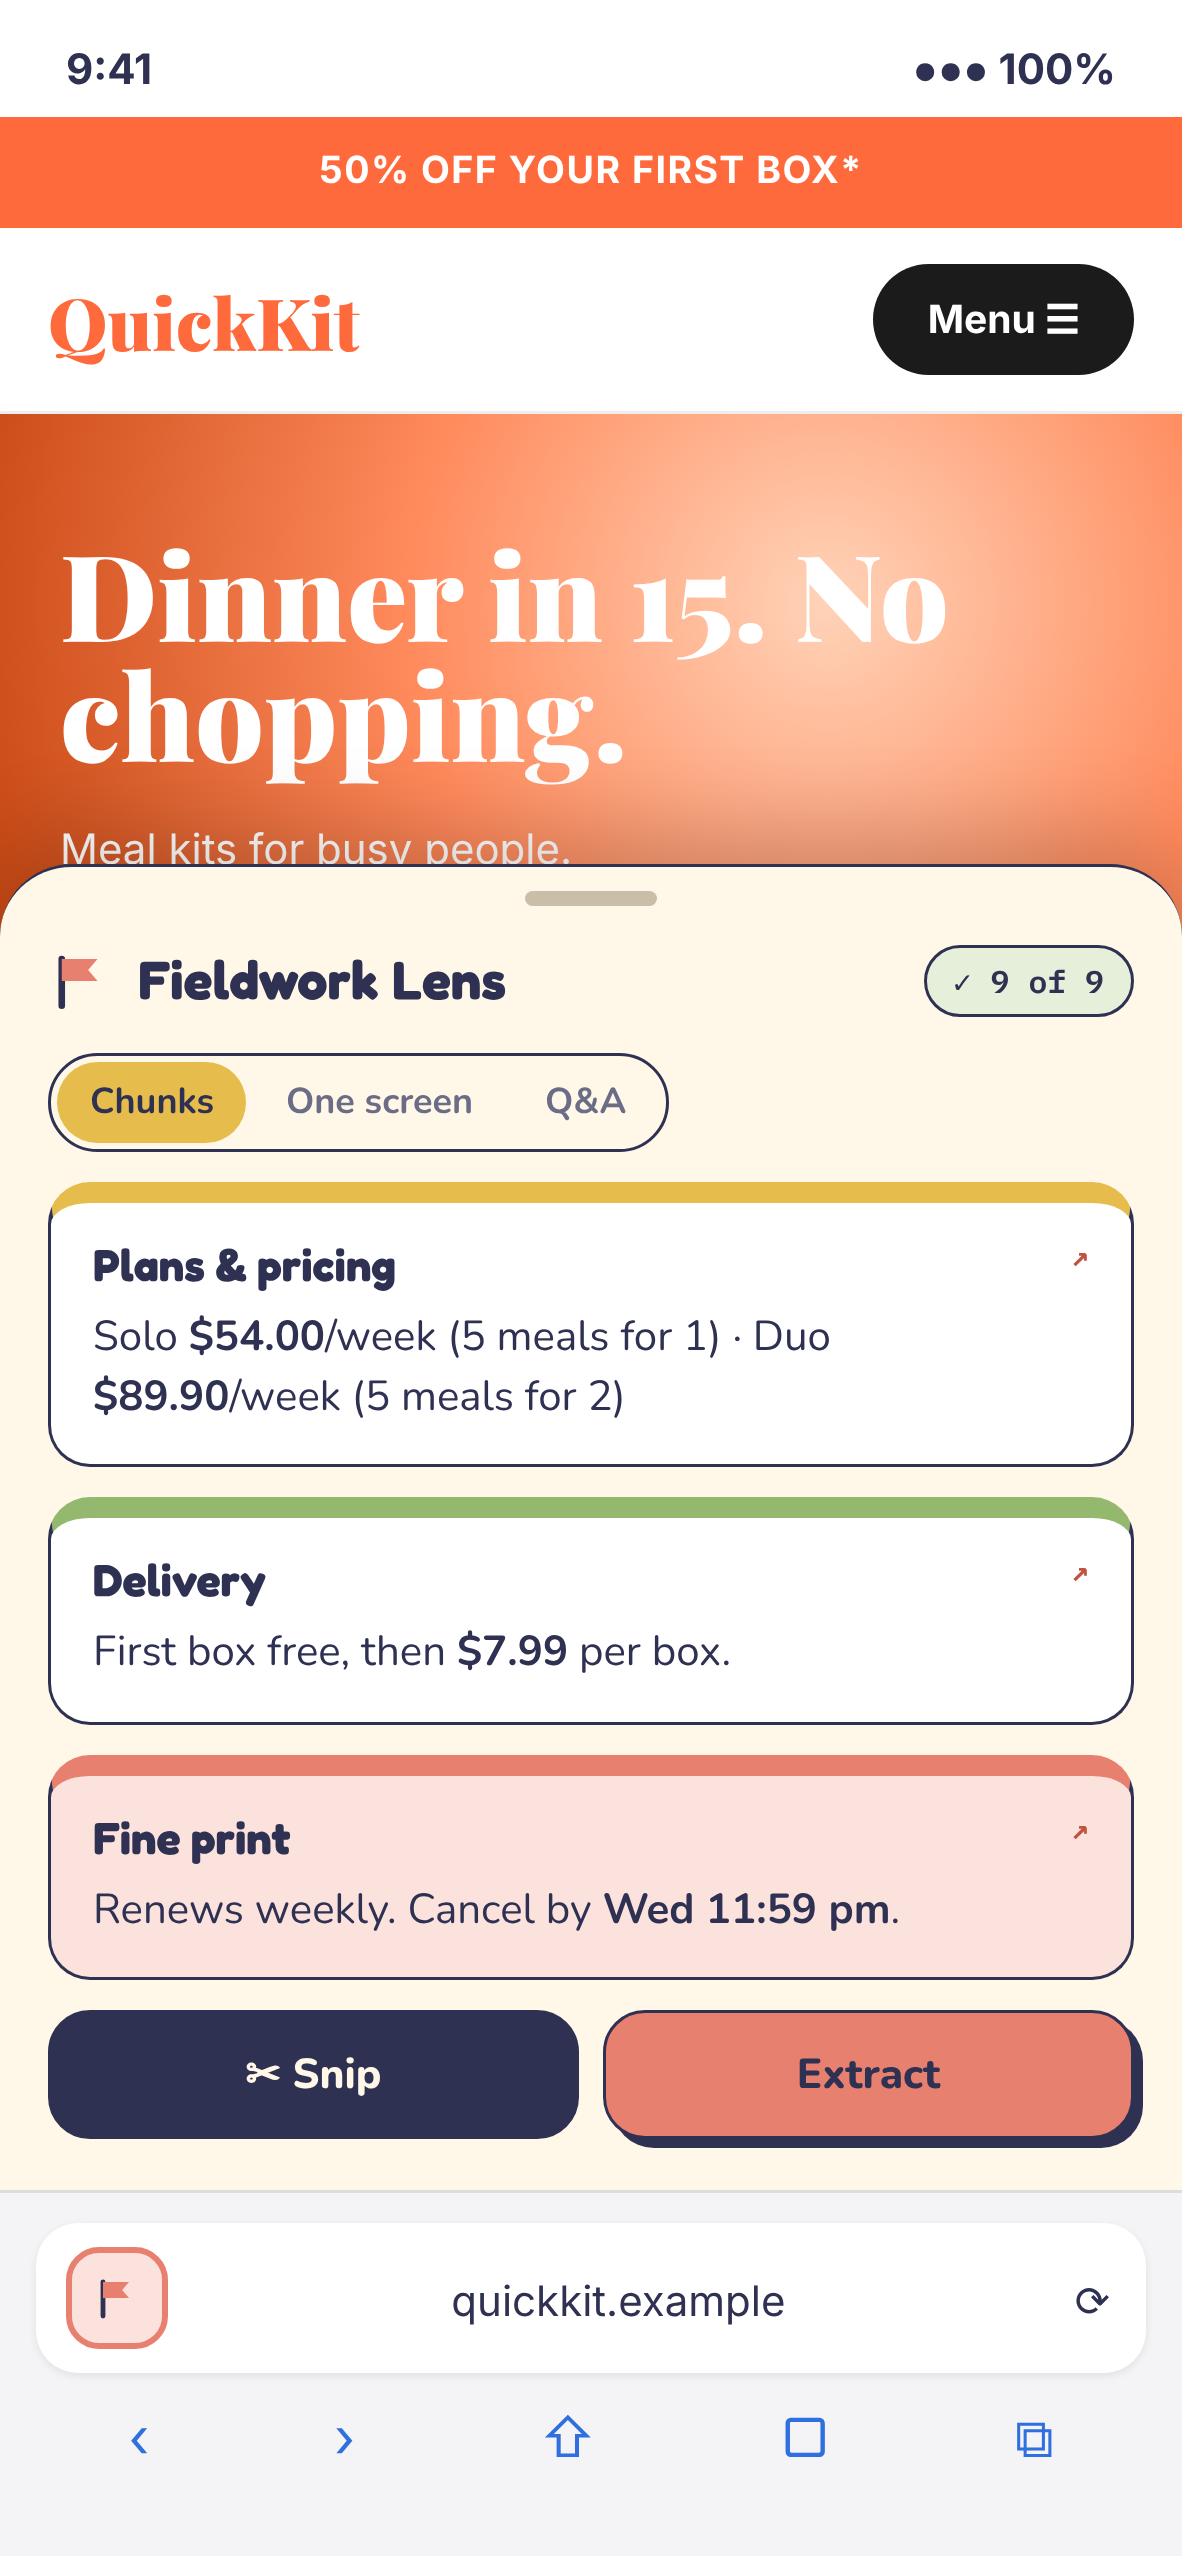 9:41
●●● 100%
50% OFF YOUR FIRST BOX*
QuickKit
Menu ☰
Dinner in 15. No
chopping.
Meal kits for busy people.
Fieldwork Lens
✓ 9 of 9
Chunks
One screen
Q&A
Plans & pricing
↗
Solo $54.00/week (5 meals for 1) · Duo
$89.90/week (5 meals for 2)
Delivery
↗
First box free, then $7.99 per box.
Fine print
↗
Renews weekly. Cancel by Wed 11:59 pm.
✂ Snip
Extract
quickkit.example